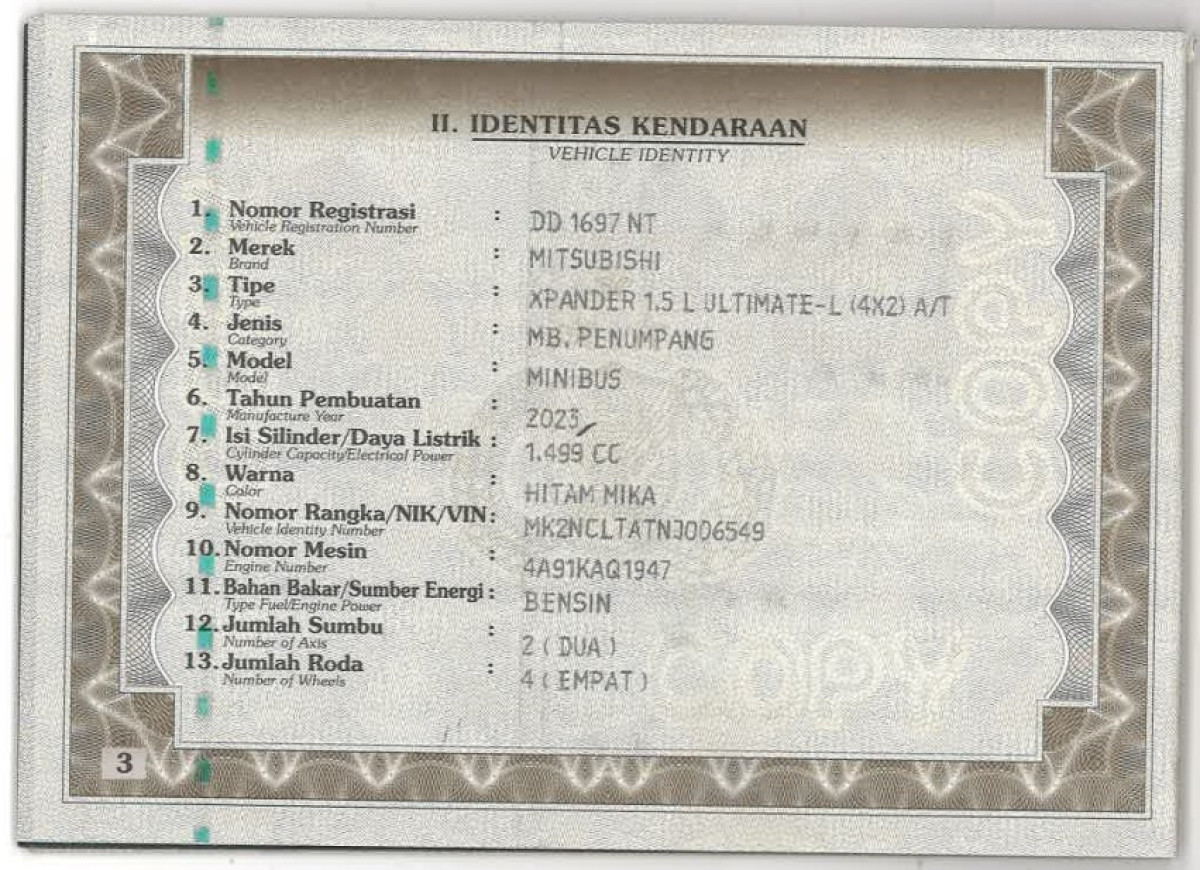 II. IDENTITAS KENDARAAN
VEHICLE IDENTITY
1. Nomor Registrasi : DD 1697 NT
Vehicle Registration Number
2. Merek : MITSUBISHI
Brand
3. Tipe : XPANDER 1.5 L ULTIMATE-L (4X2) A/T
Type
4. Jenis : MB. PENUMPANG
Category
5. Model : MINIBUS
Model
6. Tahun Pembuatan : 2023
Manufacture Year
7. Isi Silinder/Daya Listrik : 1.499 CC
Cylinder Capacity/Electrical Power
8. Warna : HITAM MIKA
Color
9. Nomor Rangka/NIK/VIN : MK2NCLTATNJ006549
Vehicle Identity Number
10. Nomor Mesin : 4A91KAQ1947
Engine Number
11. Bahan Bakar/Sumber Energi : BENSIN
Type Fuel/Engine Power
12. Jumlah Sumbu : 2 ( DUA )
Number of Axis
13. Jumlah Roda : 4 ( EMPAT )
Number of Wheels
COPY
COPY
3